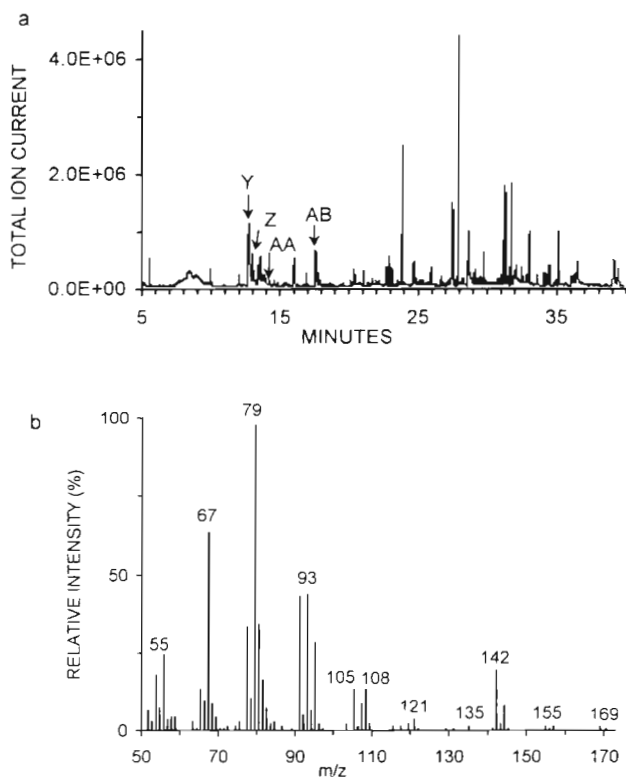 a
TOTAL ION CURRENT
4.0E+06
2.0E+06
0.0E+00
Y
Z
AA
AB
5 15 25 35
MINUTES
b
RELATIVE INTENSITY (%)
100
50
0
55
67
79
93
105
108
121
135
142
155
169
50 70 90 110 130 150 170
m/z